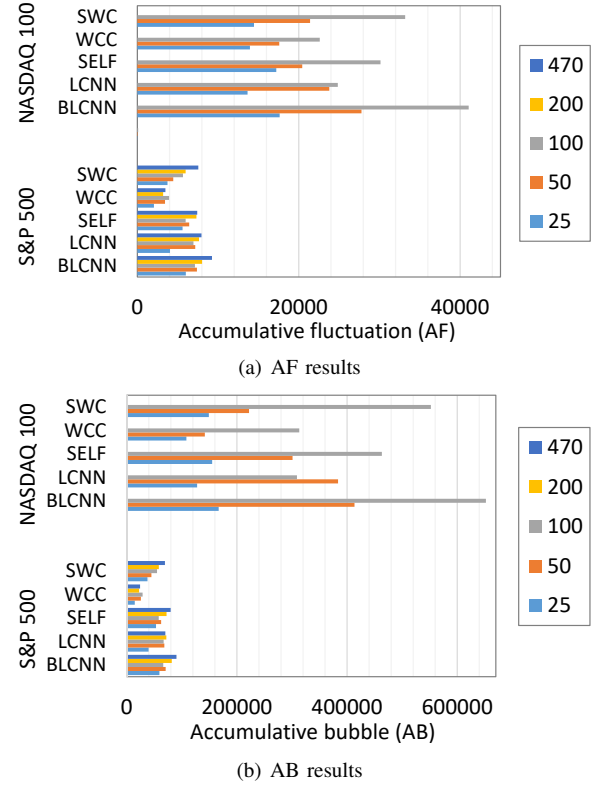 NASDAQ 100
SWC
WCC
SELF
LCNN
BLCNN
S&P 500
SWC
WCC
SELF
LCNN
BLCNN
0 20000 40000
Accumulative fluctuation (AF)
470
200
100
50
25
(a) AF results
NASDAQ 100
SWC
WCC
SELF
LCNN
BLCNN
S&P 500
SWC
WCC
SELF
LCNN
BLCNN
0 200000 400000 600000
Accumulative bubble (AB)
470
200
100
50
25
(b) AB results